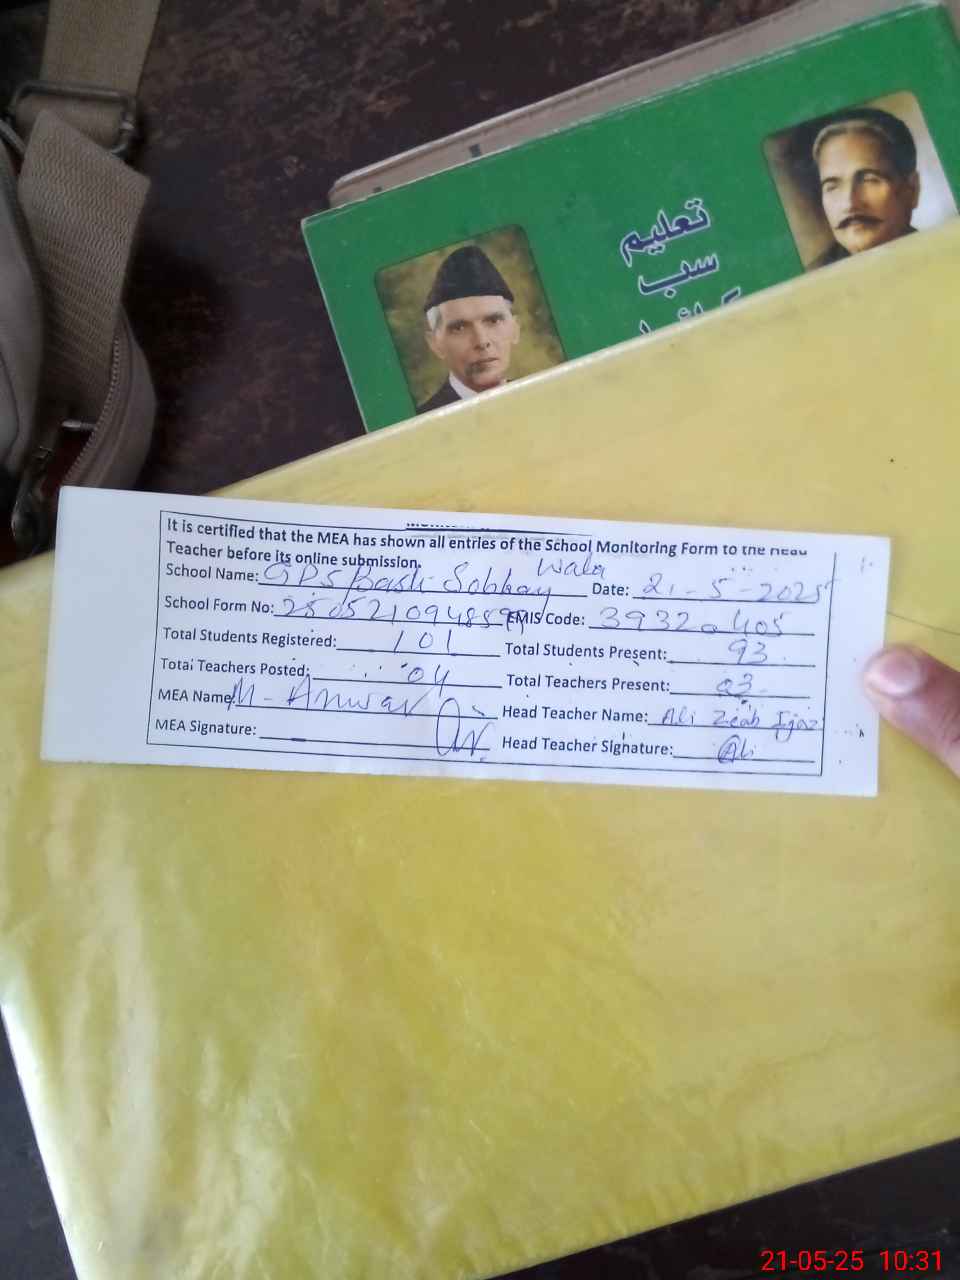 تعلیم
سب
It is certified that the MEA has shown all entries of the School Monitoring Form to the Head
Teacher before its online submission.
School Name: GPS Basti Sobhay Wala Date: 21-5-2025
School Form No: EMIS Code: 39320405
Total Students Registered: 101 Total Students Present: 93
Total Teachers Posted: 04 Total Teachers Present: 03
MEA Name: M-Anwar Head Teacher Name: Ali Zeab Ijaz
MEA Signature: Head Teacher Signature: Ali
21-05-25 10:31